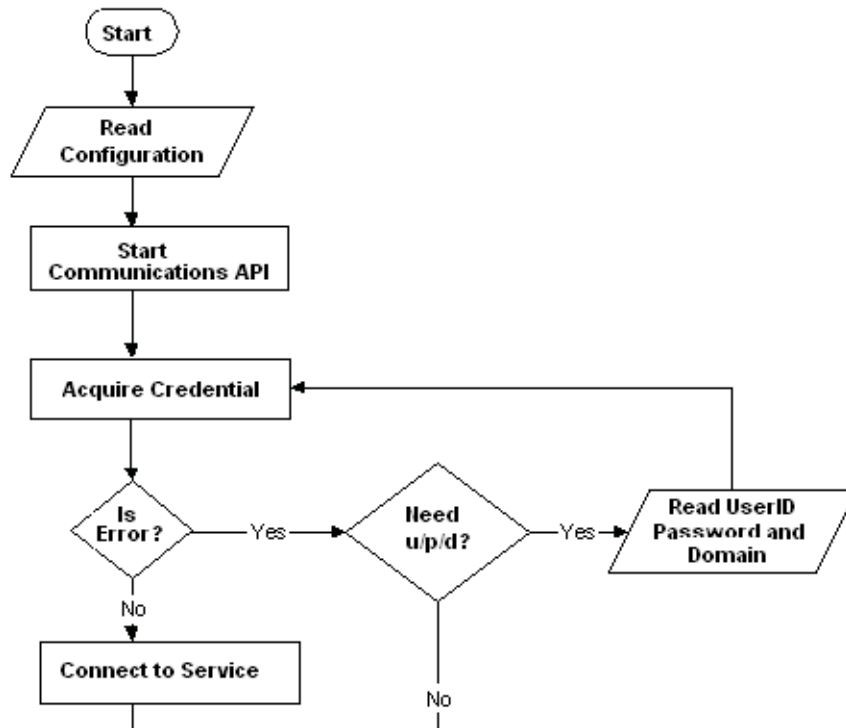 Start
Read
Configuration
Start
Communications API
Acquire Credential
Is
Error?
Yes
Need
u/p/d?
Yes
Read UserID
Password and
Domain
No
Connect to Service
No